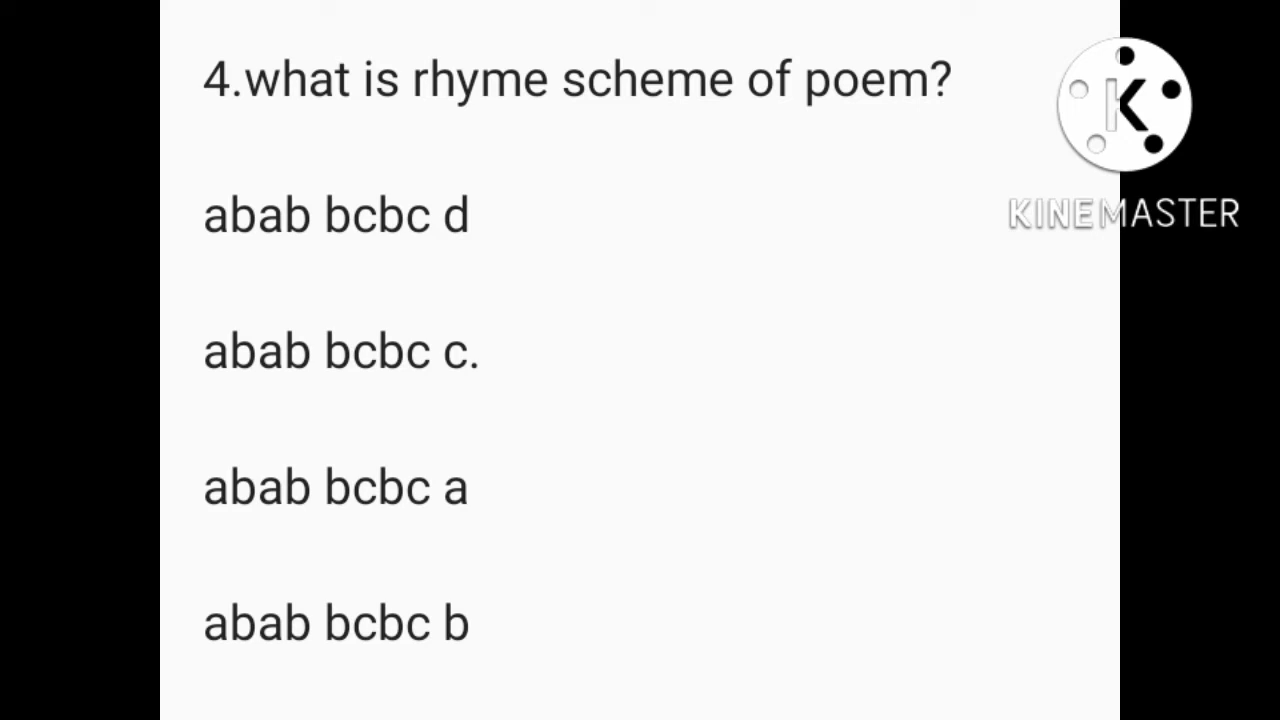 4.what is rhyme scheme of poem?
K
KINEMASTER
abab bcbc d
abab bcbc c.
abab bcbc a
abab bcbc b